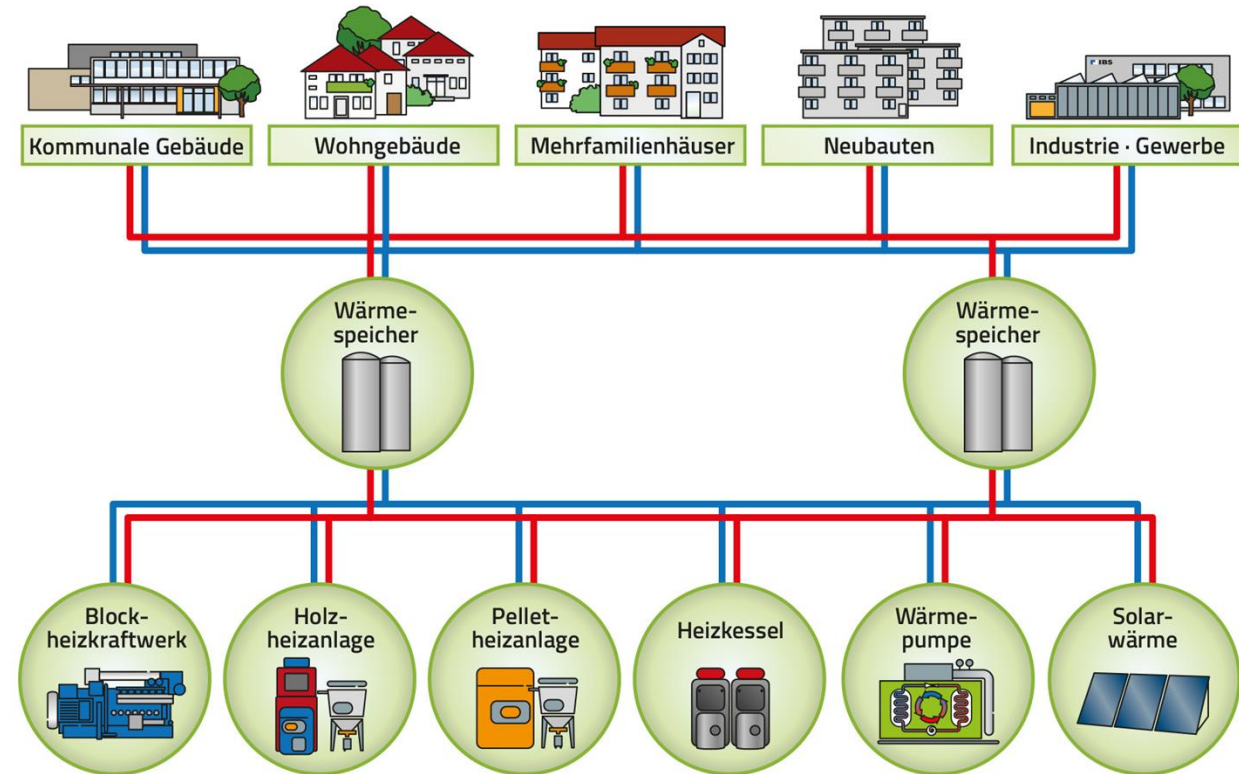 IBS
Kommunale Gebäude
Wohngebäude
Mehrfamilienhäuser
Neubauten
Industrie · Gewerbe
Wärme-
speicher
Wärme-
speicher
Block-
heizkraftwerk
Holz-
heizanlage
Pellet-
heizanlage
Heizkessel
Wärme-
pumpe
Solar-
wärme